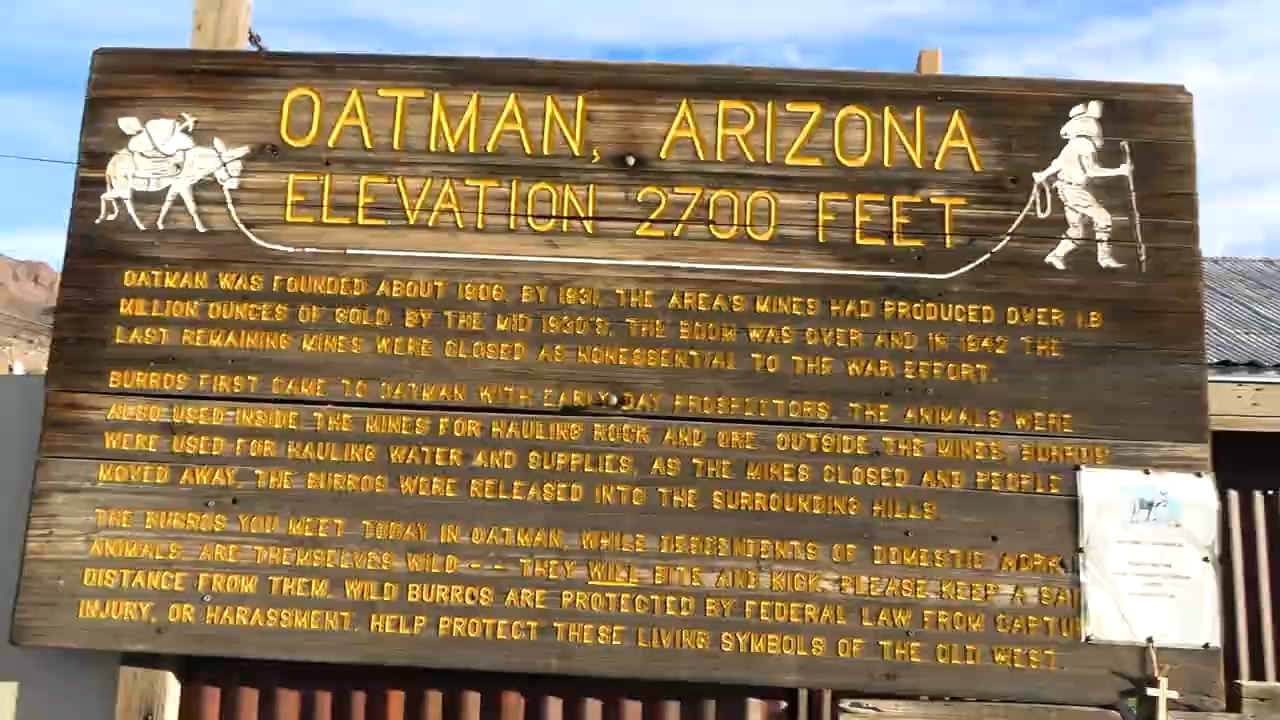 OATMAN, ARIZONA
ELEVATION 2700 FEET
OATMAN WAS FOUNDED ABOUT 1906. BY 1931, THE AREA'S MINES HAD PRODUCED OVER 1.8
MILLION OUNCES OF GOLD. BY THE MID 1930'S, THE BOOM WAS OVER AND IN 1942 THE
LAST REMAINING MINES WERE CLOSED AS NONESSENTIAL TO THE WAR EFFORT.
BURROS FIRST CAME TO OATMAN WITH EARLY DAY PROSPECTORS. THE ANIMALS WERE
ALSO USED INSIDE THE MINES FOR HAULING ROCK AND ORE. OUTSIDE THE MINES, BURROS
WERE USED FOR HAULING WATER AND SUPPLIES. AS THE MINES CLOSED AND PEOPLE
MOVED AWAY, THE BURROS WERE RELEASED INTO THE SURROUNDING HILLS.
THE BURROS YOU MEET TODAY IN OATMAN, WHILE DESCENDENTS OF DOMESTIC WORK
ANIMALS, ARE THEMSELVES WILD--- THEY WILL BITE AND KICK. PLEASE KEEP A SA
DISTANCE FROM THEM. WILD BURROS ARE PROTECTED BY FEDERAL LAW FROM CAPTU
INJURY, OR HARASSMENT. HELP PROTECT THESE LIVING SYMBOLS OF THE OLD WEST.